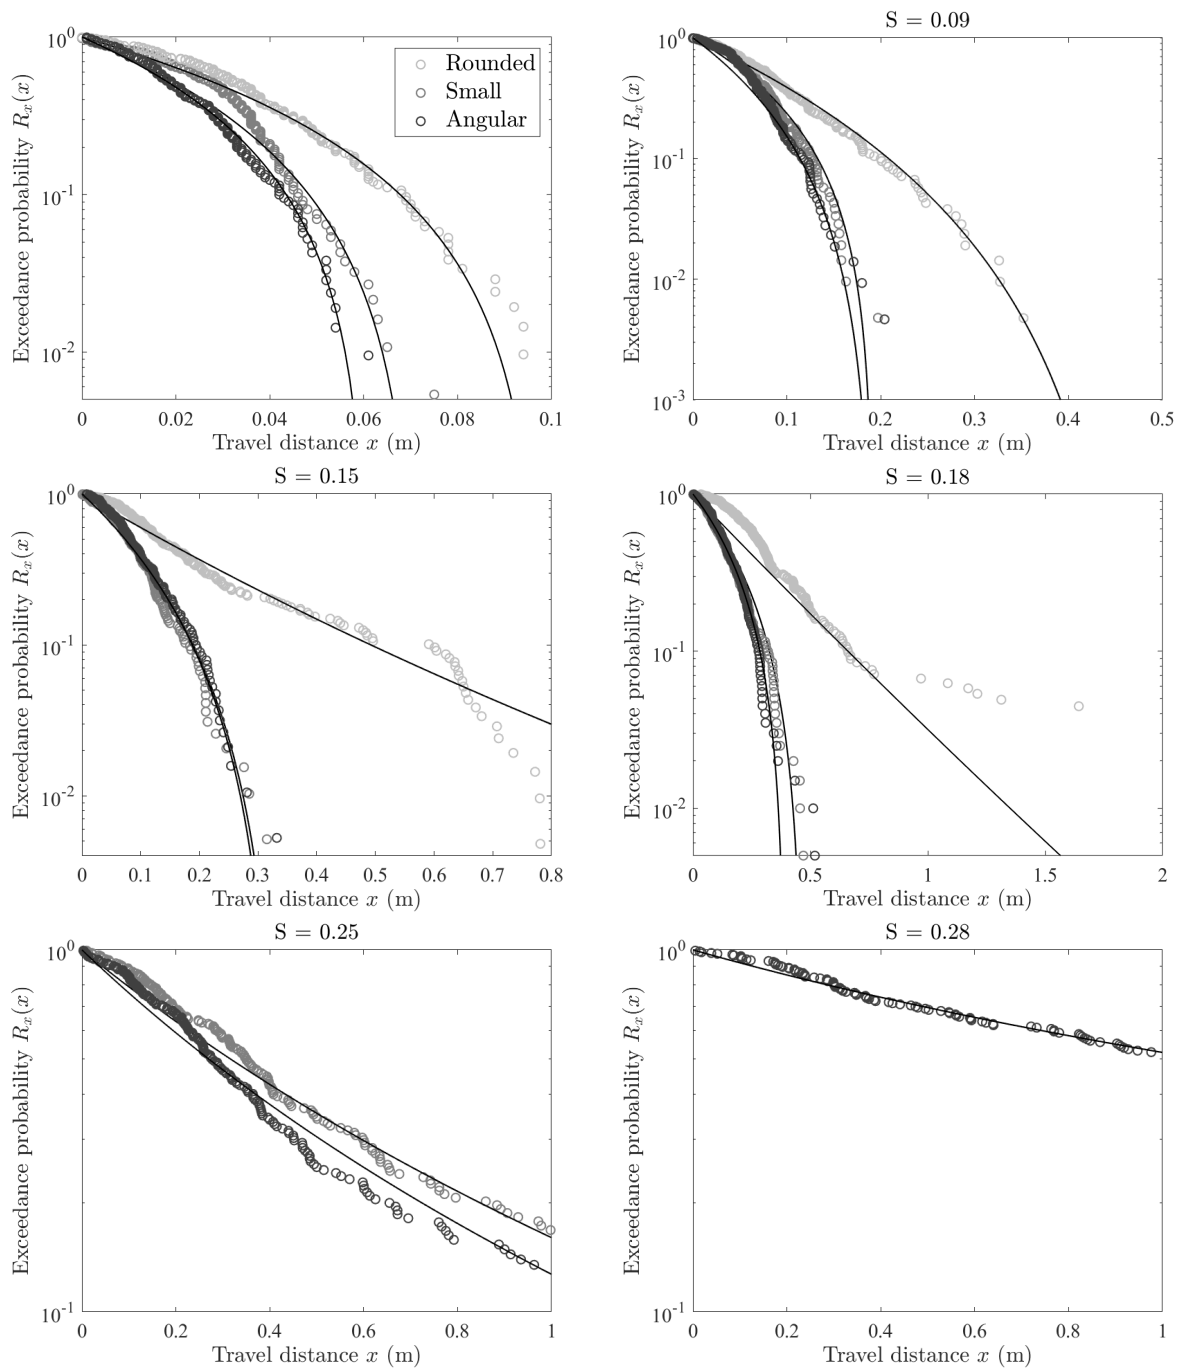 10^0
10^-1
10^-2
Exceedance probability R_x(x)
Rounded
Small
Angular
0 0.02 0.04 0.06 0.08 0.1
Travel distance x (m)
S = 0.09
10^0
10^-1
10^-2
10^-3
Exceedance probability R_x(x)
0 0.1 0.2 0.3 0.4 0.5
Travel distance x (m)
S = 0.15
10^0
10^-1
10^-2
Exceedance probability R_x(x)
0 0.1 0.2 0.3 0.4 0.5 0.6 0.7 0.8
Travel distance x (m)
S = 0.18
10^0
10^-1
10^-2
Exceedance probability R_x(x)
0 0.5 1 1.5 2
Travel distance x (m)
S = 0.25
10^0
10^-1
Exceedance probability R_x(x)
0 0.2 0.4 0.6 0.8 1
Travel distance x (m)
S = 0.28
10^0
10^-1
Exceedance probability R_x(x)
0 0.2 0.4 0.6 0.8 1
Travel distance x (m)